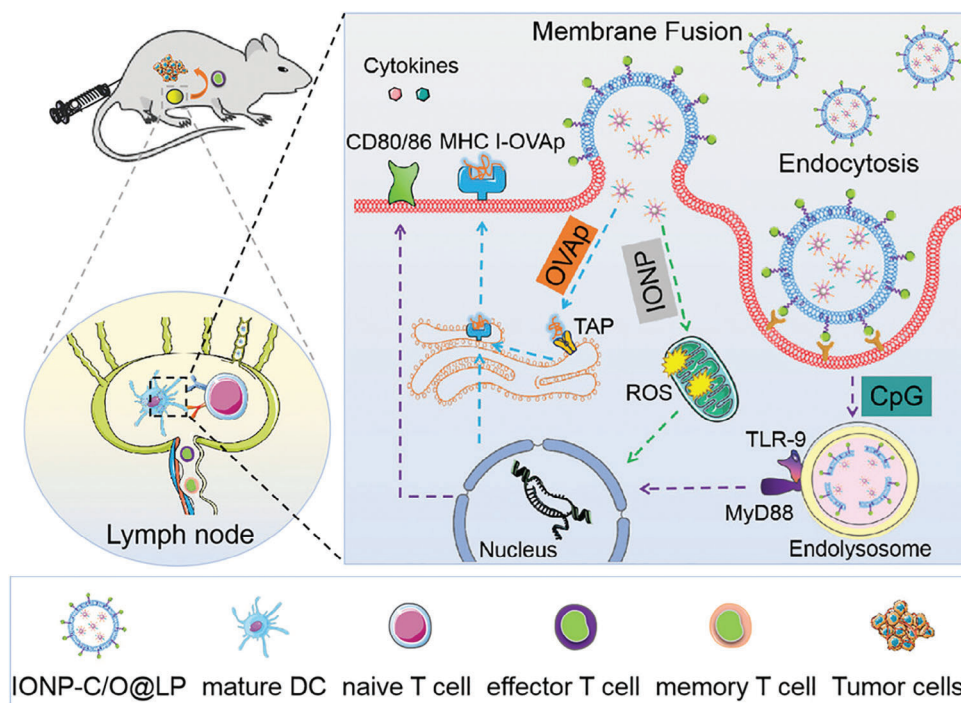 Membrane Fusion
Cytokines
CD80/86 MHC I-OVAp
Endocytosis
OVAp
IONP
TAP
ROS
CpG
TLR-9
MyD88
Nucleus
Endolysosome
Lymph node
IONP-C/O@LP mature DC naive T cell effector T cell memory T cell Tumor cells